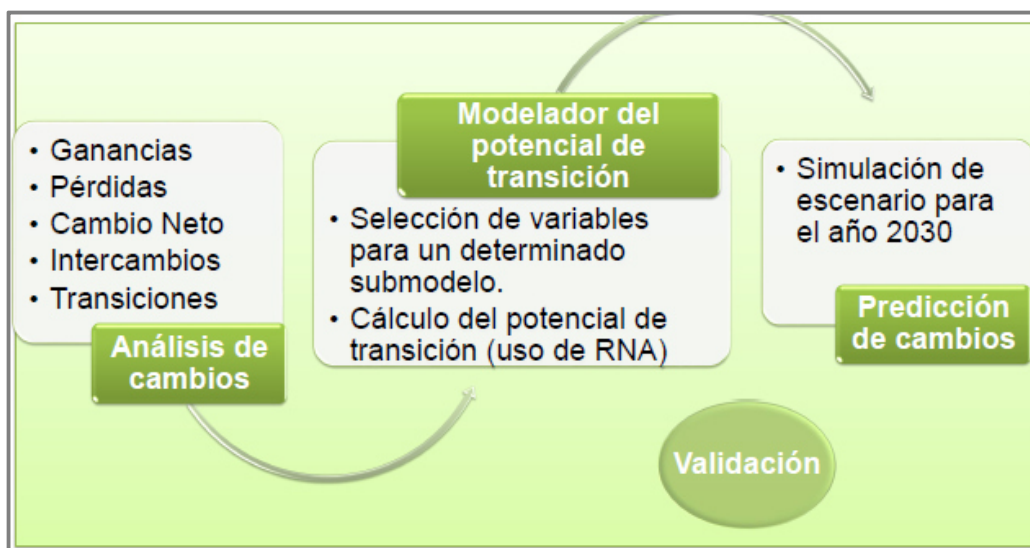 • Ganancias
• Pérdidas
• Cambio Neto
• Intercambios
• Transiciones
Análisis de
cambios
Modelador del
potencial de
transición
• Selección de variables
para un determinado
submodelo.
• Cálculo del potencial de
transición (uso de RNA)
• Simulación de
escenario para
el año 2030
Predicción
de cambios
Validación